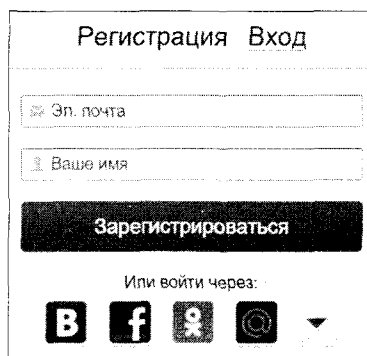 Регистрация Вход
Эл. почта
Ваше имя
Зарегистрироваться
Или войти через:
В f @